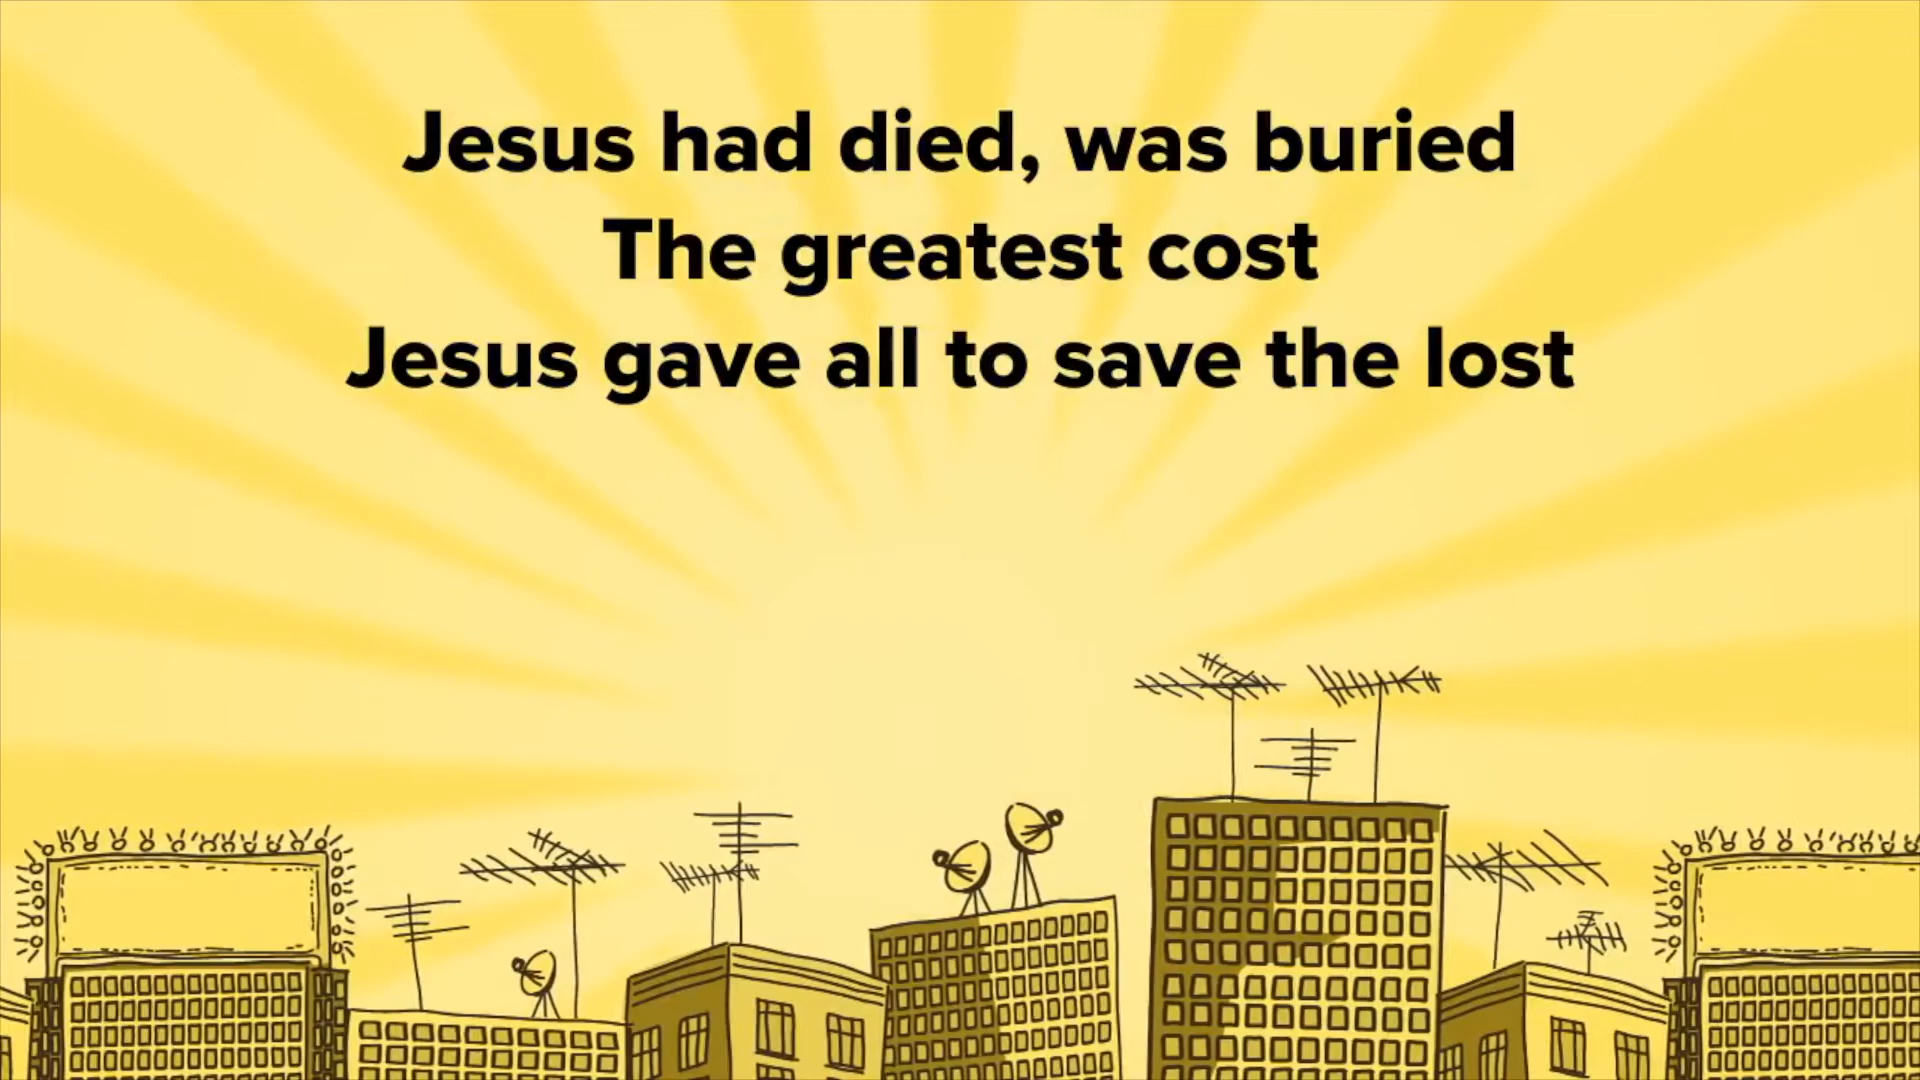 Jesus had died, was buried
The greatest cost
Jesus gave all to save the lost